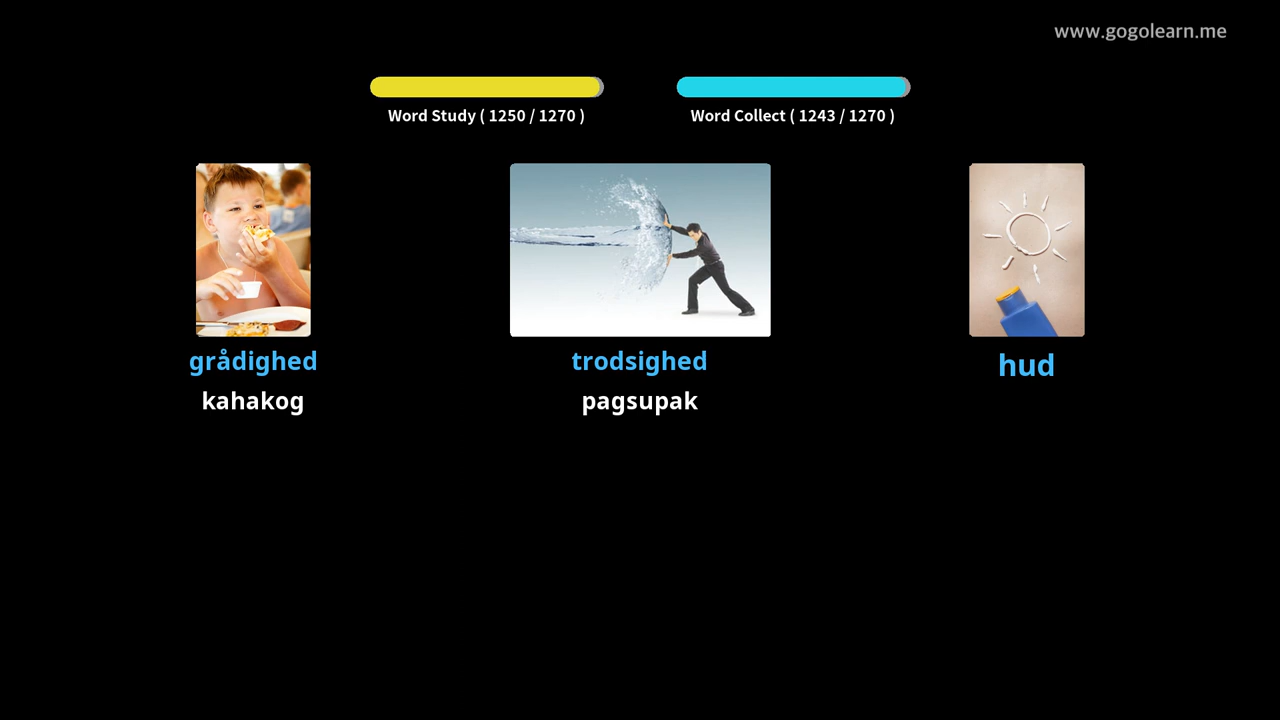 www.gogolearn.me
Word Study ( 1250 / 1270 )
Word Collect ( 1243 / 1270 )
grådighed
trodsighed
hud
kahakog
pagsupak